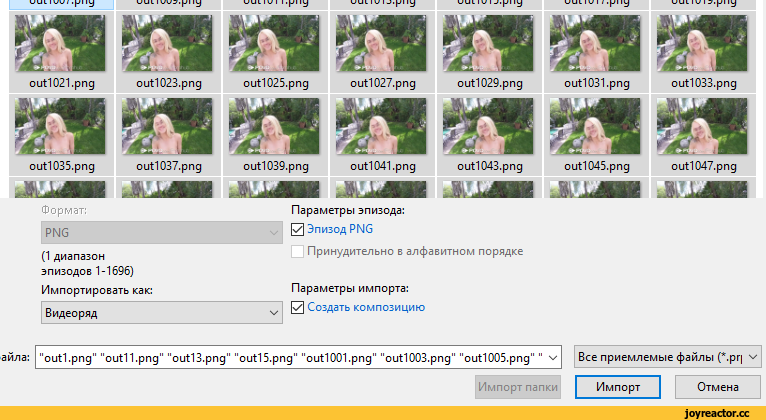 out1007.png out1009.png out1011.png out1013.png out1015.png out1017.png out1019.png
out1021.png out1023.png out1025.png out1027.png out1029.png out1031.png out1033.png
out1035.png out1037.png out1039.png out1041.png out1043.png out1045.png out1047.png
Формат:
PNG
(1 диапазон
эпизодов 1-1696)
Импортировать как:
Видеоряд
Параметры эпизода:
Эпизод PNG
Принудительно в алфавитном порядке
Параметры импорта:
Создать композицию
айла: "out1.png" "out11.png" "out13.png" "out15.png" "out1001.png" "out1003.png" "out1005.png" " Все приемлемые файлы (*.prp
Импорт папки Импорт Отмена
joyreactor.cc